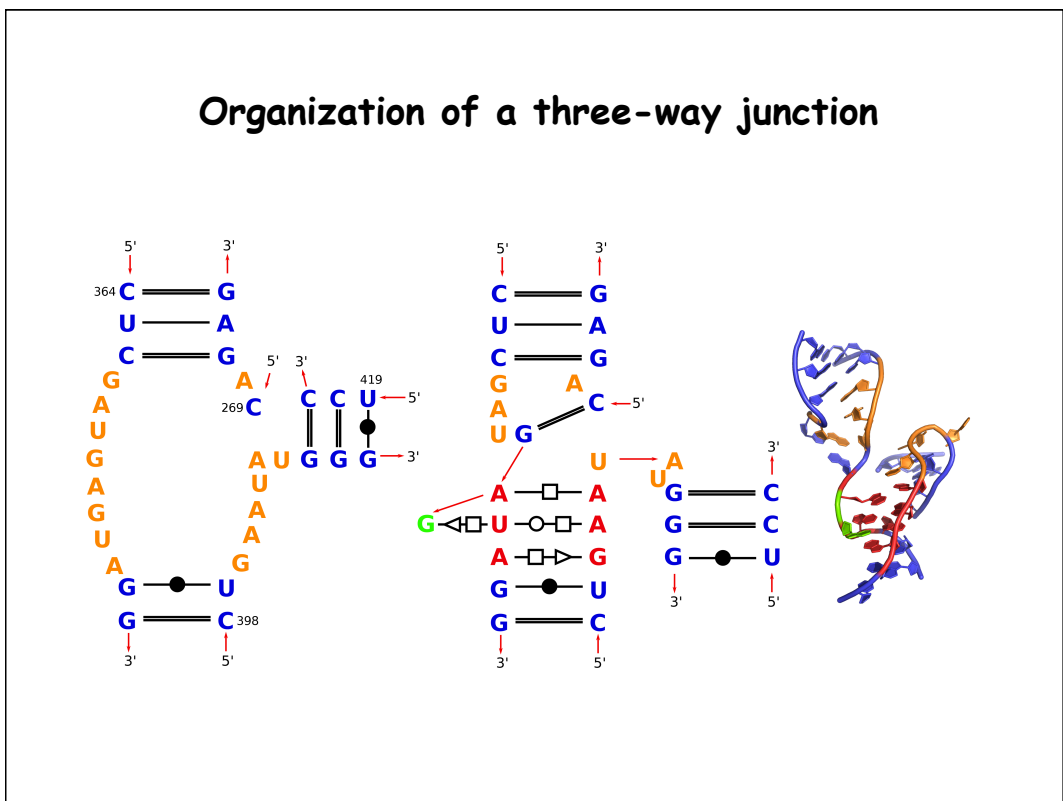 Organization of a three-way junction
5' 3' 5' 3'
364 C G C G
U A U A
C G C G
5' 3' 419
G A G A
269 C C C U 5' C 5'
A A
U U G
G A U G G G 3' U A 3'
U U G C
A A A A
G A G U A G C
U A A G G U
A G 3' 5'
G U G U
G C 398 G C
3' 5' 3' 5'